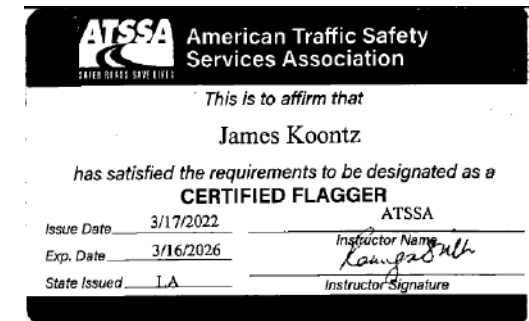 ATSSA
SAFER ROADS SAVE LIVES
American Traffic Safety
Services Association
This is to affirm that
James Koontz
has satisfied the requirements to be designated as a
CERTIFIED FLAGGER
Issue Date 3/17/2022
ATSSA
Instructor Name
Exp. Date 3/16/2026
State Issued LA
Instructor Signature